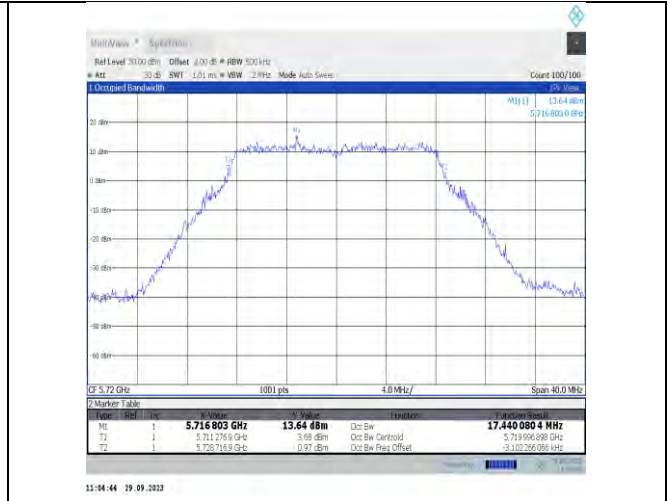 MultiView Spectrum
Ref Level 30.00 dBm Offset 2.00 dB RBW 500 kHz
Att 30 dB SWT 1.01 ms VBW 2 MHz Mode Auto Sweep Count 100/100
1 Occupied Bandwidth 1Pk View
M1[1] 13.64 dBm
5.716 803 0 GHz
20 dBm
M1
10 dBm
0 dBm
-10 dBm
-20 dBm
-30 dBm
-40 dBm
-50 dBm
-60 dBm
CF 5.72 GHz 1001 pts 4.0 MHz/ Span 40.0 MHz
2 Marker Table
Type Ref Trc X-Value Y-Value Function Function Result
M1 1 5.716 803 GHz 13.64 dBm Occ Bw 17.440 080 4 MHz
T1 1 5.711 276 9 GHz 3.68 dBm Occ Bw Centroid 5.719 996 898 GHz
T2 1 5.728 716 9 GHz 0.97 dBm Occ Bw Freq Offset -3.102 266 066 kHz
11:04:44 29.09.2023